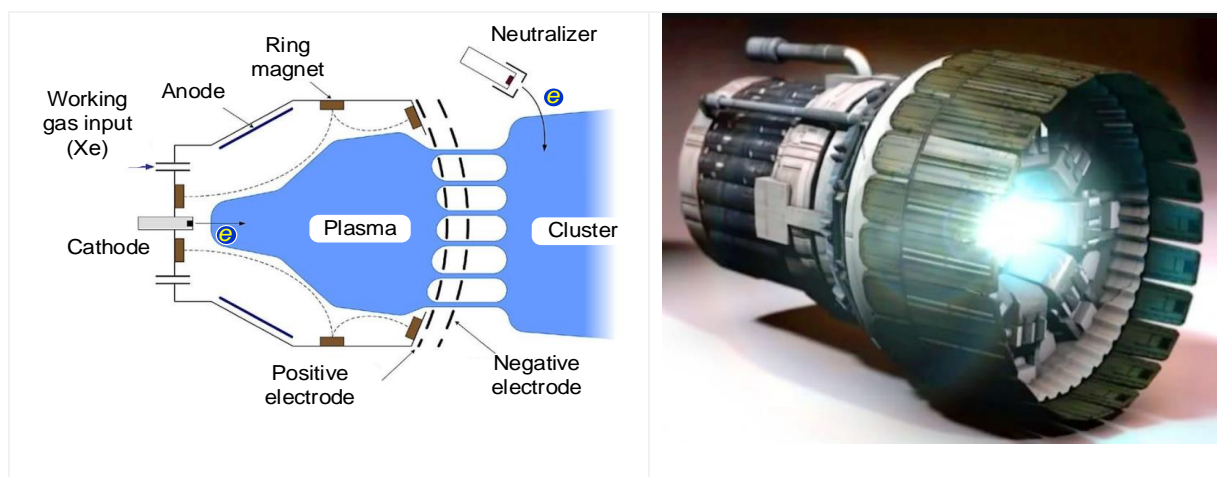 Neutralizer
Ring
magnet
Anode
e
Working
gas input
(Xe)
Plasma
Cluster
e
Cathode
Positive
electrode
Negative
electrode